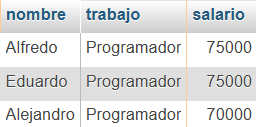 nombre trabajo salario
Alfredo Programador 75000
Eduardo Programador 75000
Alejandro Programador 70000